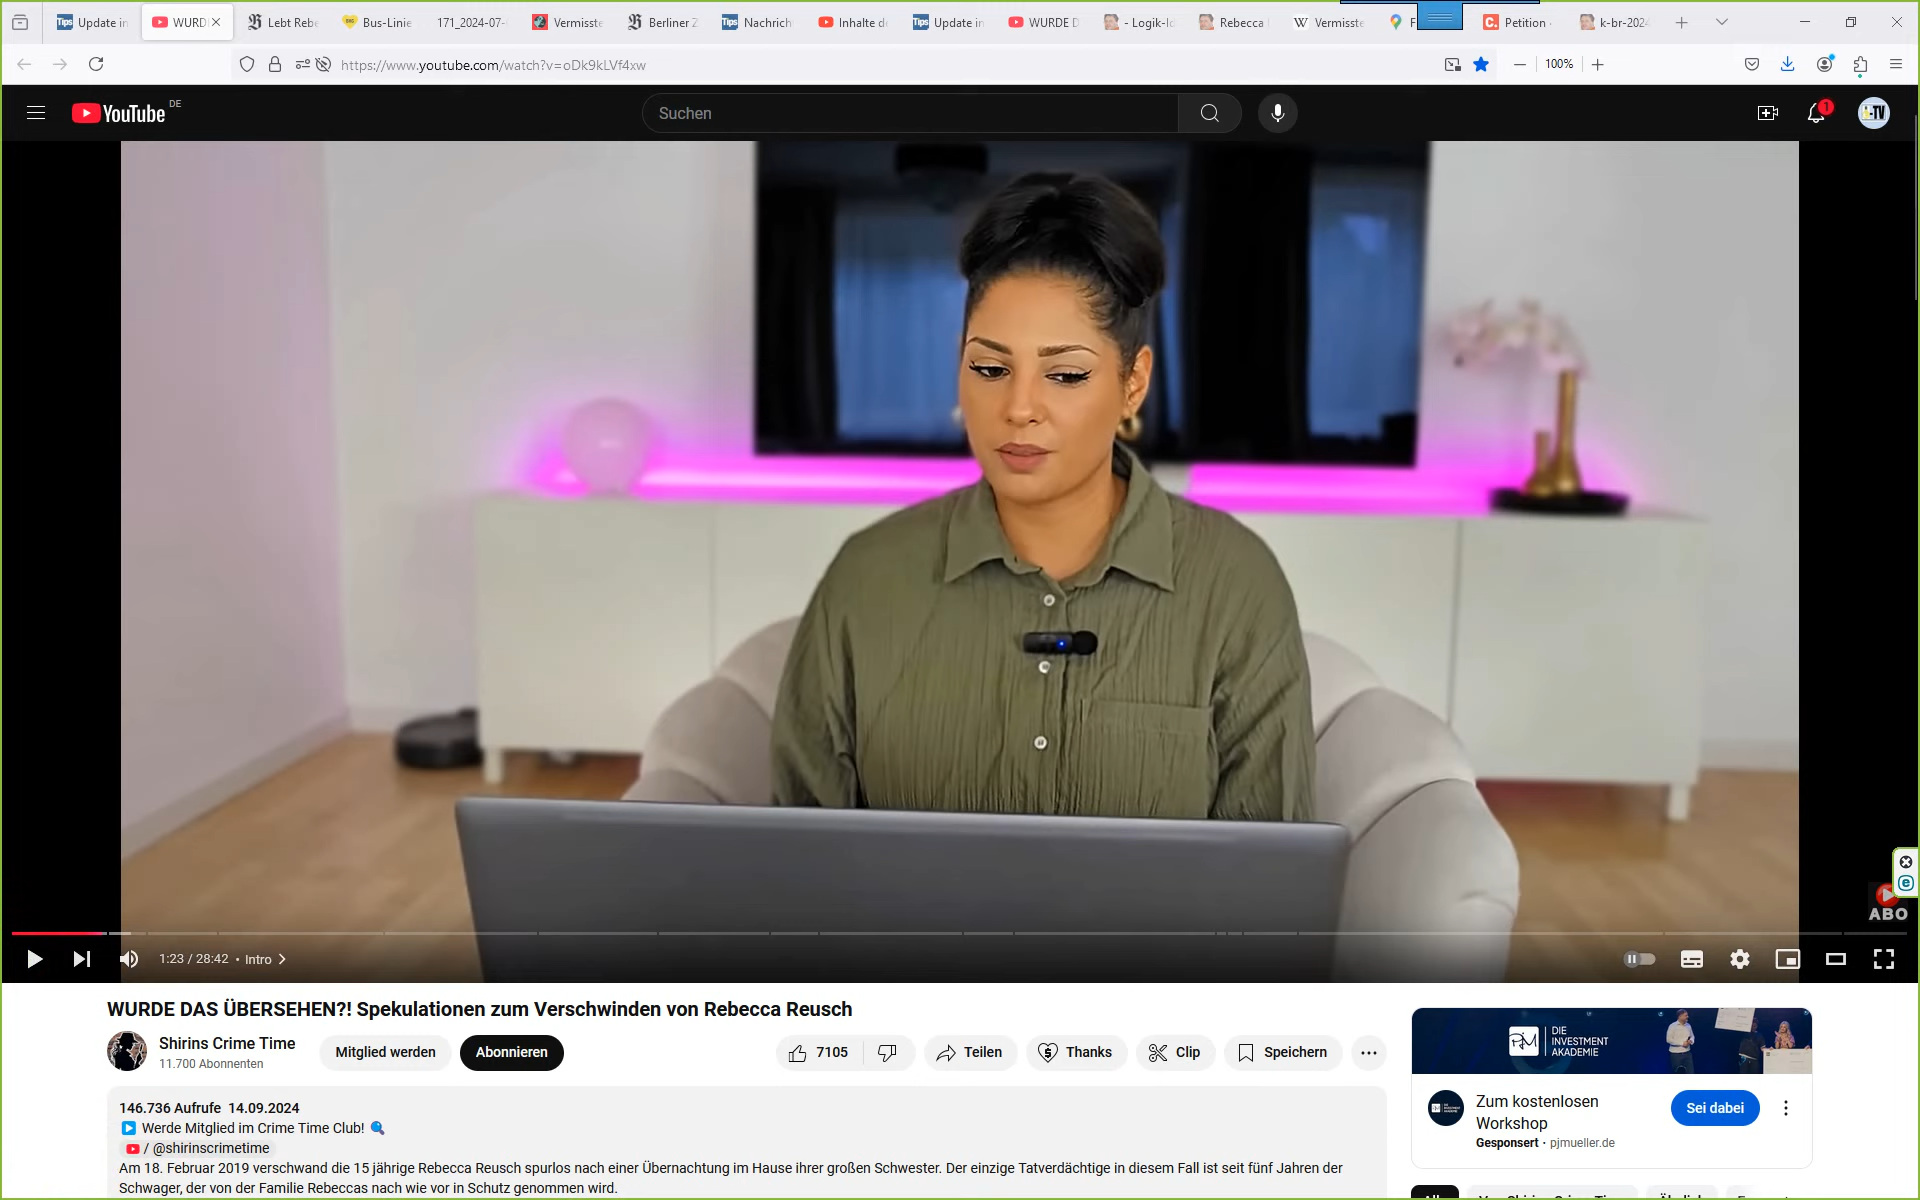 Update in
WURD
Lebt Rebe
Bus-Linie
171_2024-07-
Vermisste
Berliner Z
Nachrich
Inhalte de
Update in
WURDE D
- Logik-Ic
Rebecca
Vermisste
F
Petition
k-br-2024
https://www.youtube.com/watch?v=oDk9kLVf4xw
100%
YouTube DE
Suchen
1
ABO
1:23 / 28:42 • Intro
WURDE DAS ÜBERSEHEN?! Spekulationen zum Verschwinden von Rebecca Reusch
Shirins Crime Time
11.700 Abonnenten
Mitglied werden
Abonnieren
7105
Teilen
Thanks
Clip
Speichern
146.736 Aufrufe 14.09.2024
Werde Mitglied im Crime Time Club!
/ @shirinscrimetime
Am 18. Februar 2019 verschwand die 15 jährige Rebecca Reusch spurlos nach einer Übernachtung im Hause ihrer großen Schwester. Der einzige Tatverdächtige in diesem Fall ist seit fünf Jahren der
Schwager, der von der Familie Rebeccas nach wie vor in Schutz genommen wird.
DIE
INVESTMENT
AKADEMIE
Zum kostenlosen
Workshop
Gesponsert • pjmueller.de
Sei dabei